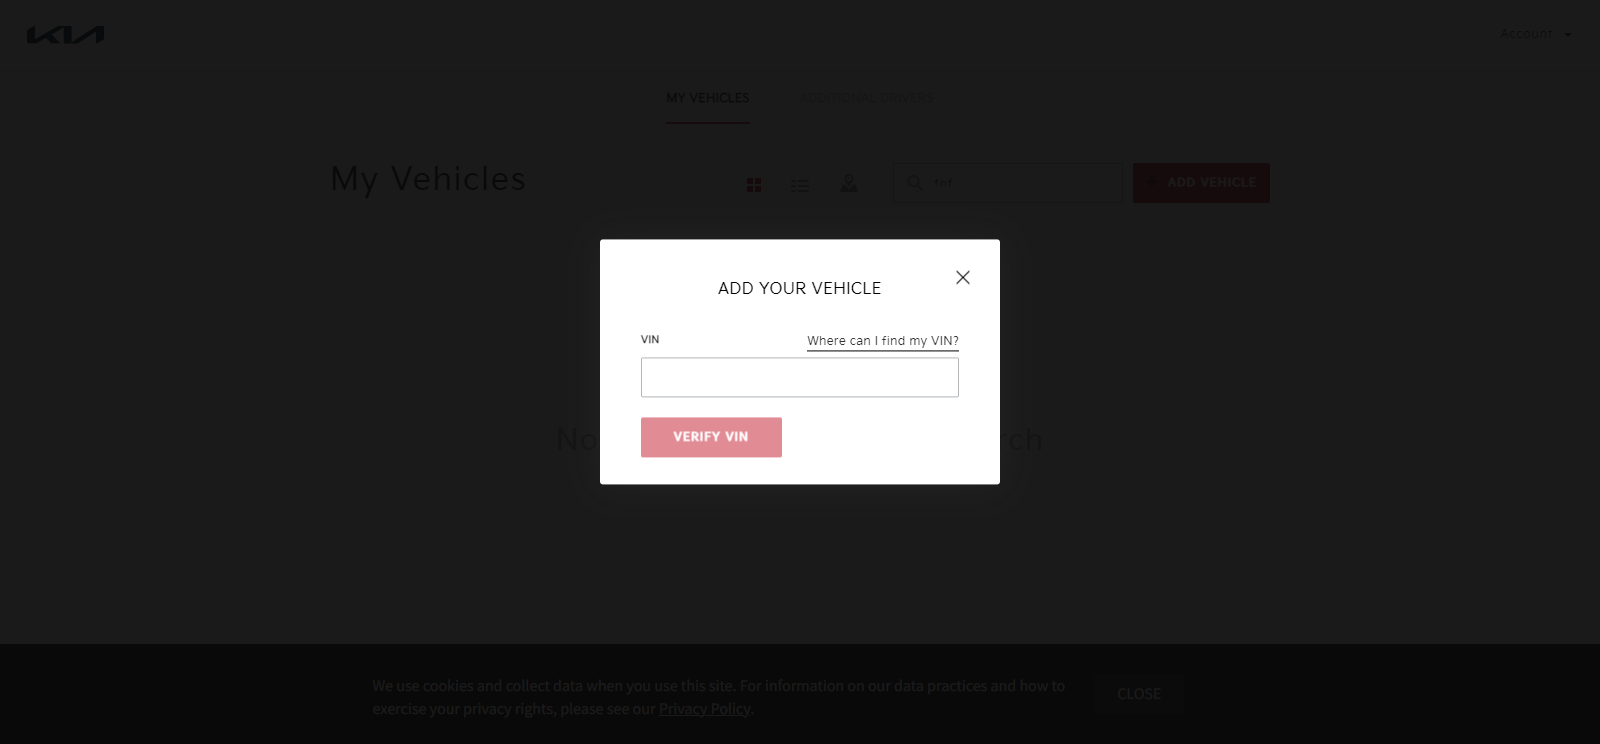 KIA
Account
MY VEHICLES
ADDITIONAL DRIVERS
My Vehicles
ADD VEHICLE
ADD YOUR VEHICLE
VIN
Where can I find my VIN?
VERIFY VIN
No
ch
We use cookies and collect data when you use this site. For information on our data practices and how to
exercise your privacy rights, please see our Privacy Policy.
CLOSE